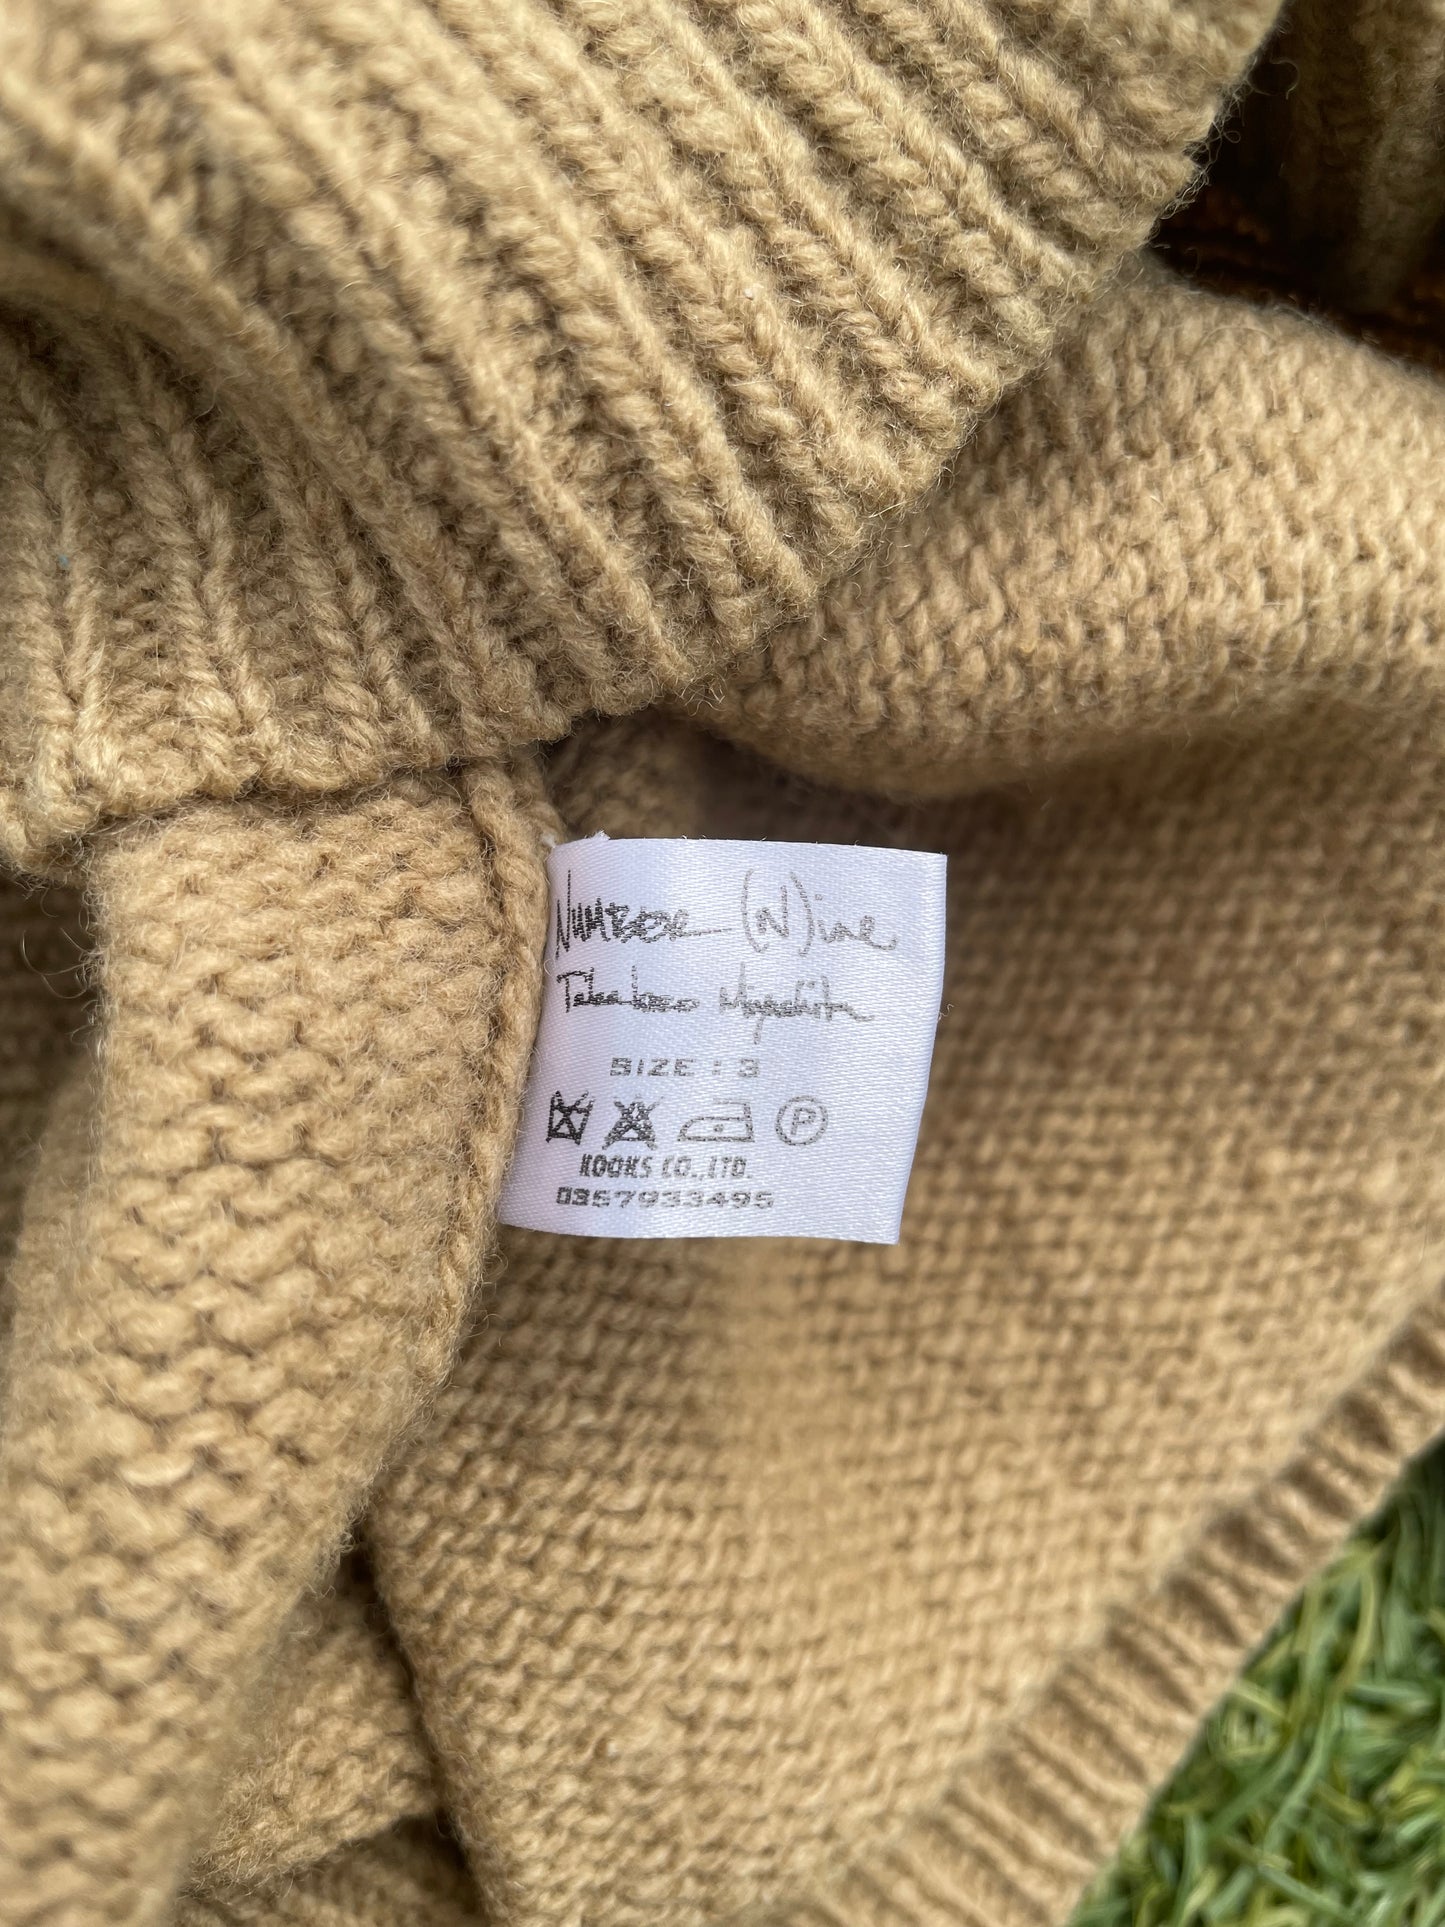 Number (N)ine
Takahiro Miyashita
SIZE : 3
P
KOOKS CO.,LTD.
0357933495